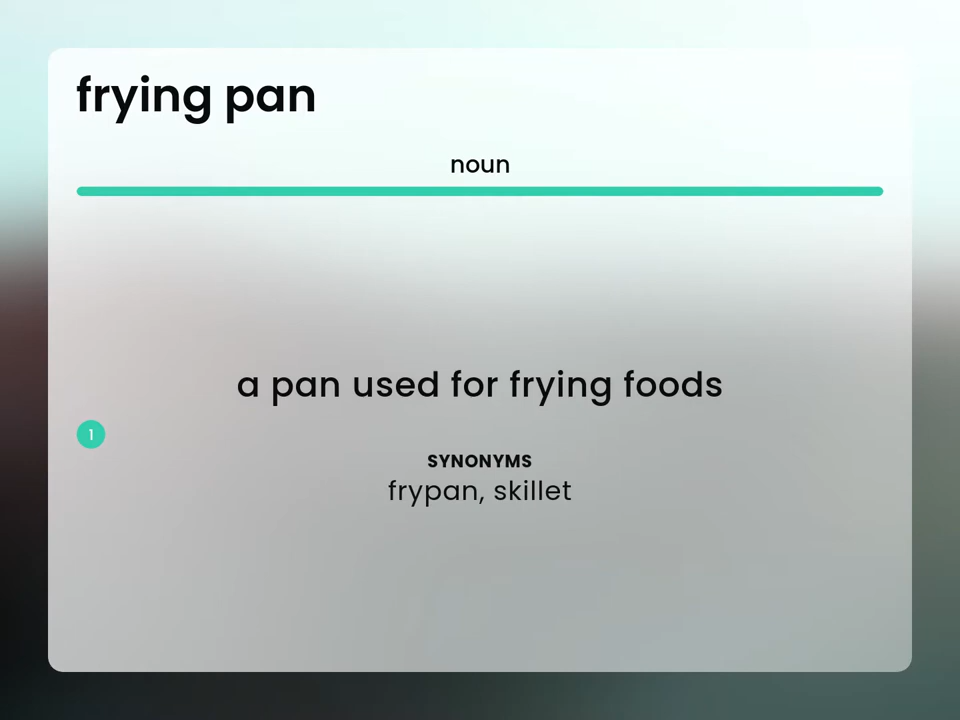 frying pan
noun
a pan used for frying foods
1
SYNONYMS
frypan, skillet